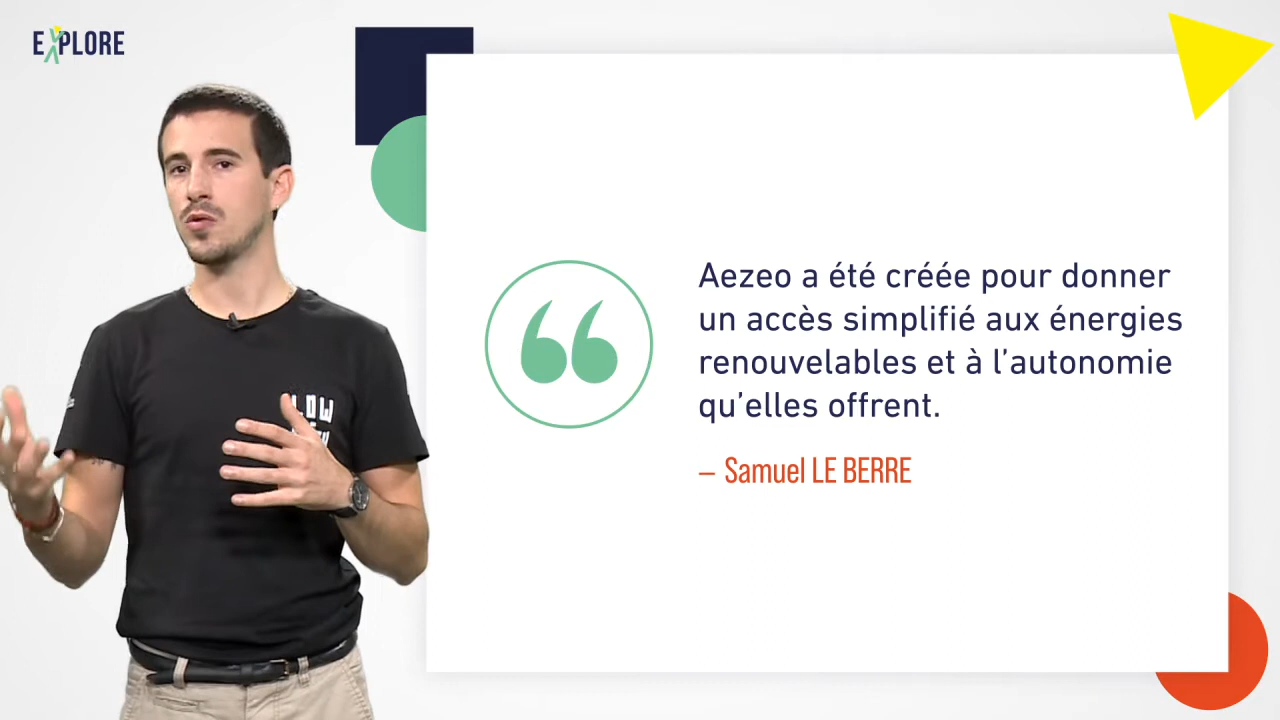 EXPLORE
Aezeo a été créée pour donner
un accès simplifié aux énergies
renouvelables et à l’autonomie
qu’elles offrent.
– Samuel LE BERRE
LOW